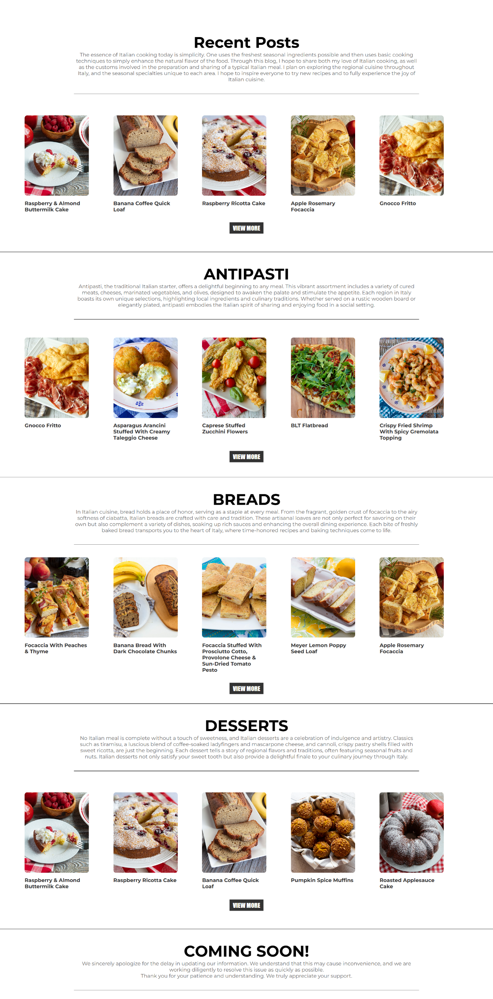 Recent Posts
The essence of Italian cooking today is simplicity. One uses the freshest seasonal ingredients possible and then uses basic cooking
techniques to simply enhance the natural flavor of the food. Through this blog, I hope to share both my love of Italian cooking, as well
as the customs involved in the preparation and sharing of a typical Italian meal. I plan on exploring the regional cuisine throughout
Italy, and the seasonal specialties unique to each area. I hope to inspire everyone to try new recipes and to fully experience the joy of
Italian cuisine.
Raspberry & Almond
Buttermilk Cake
Banana Coffee Quick
Loaf
Raspberry Ricotta Cake
Apple Rosemary
Focaccia
Gnocco Fritto
VIEW MORE
ANTIPASTI
Antipasti, the traditional Italian starter, offers a delightful beginning to any meal. This vibrant assortment includes a variety of cured
meats, cheeses, marinated vegetables, and olives, designed to awaken the palate and stimulate the appetite. Each region in Italy
boasts its own unique selections, highlighting local ingredients and culinary traditions. Whether served on a rustic wooden board or
elegantly plated, antipasti embodies the Italian spirit of sharing and enjoying food in a social setting.
Gnocco Fritto
Asparagus Arancini
Stuffed With Creamy
Taleggio Cheese
Caprese Stuffed
Zucchini Flowers
BLT Flatbread
Crispy Fried Shrimp
With Spicy Gremolata
Topping
VIEW MORE
BREADS
In Italian cuisine, bread holds a place of honor, serving as a staple at every meal. From the fragrant, golden crust of focaccia to the airy
softness of ciabatta, Italian breads are crafted with care and tradition. These artisanal loaves are not only perfect for savoring on their
own but also complement a variety of dishes, soaking up rich sauces and enhancing the overall dining experience. Each bite of freshly
baked bread transports you to the heart of Italy, where time-honored recipes and baking techniques come to life.
Focaccia With Peaches
& Thyme
Banana Bread With
Dark Chocolate Chunks
Focaccia Stuffed With
Prosciutto Cotto,
Provolone Cheese &
Sun-Dried Tomato
Pesto
Meyer Lemon Poppy
Seed Loaf
Apple Rosemary
Focaccia
VIEW MORE
DESSERTS
No Italian meal is complete without a touch of sweetness, and Italian desserts are a celebration of indulgence and artistry. Classics
such as tiramisu, a luscious blend of coffee-soaked ladyfingers and mascarpone cheese, and cannoli, crispy pastry shells filled with
sweet ricotta, are just the beginning. Each dessert tells a story of regional flavors and traditions, often featuring seasonal fruits and
nuts. Italian desserts not only satisfy your sweet tooth but also provide a delightful finale to your culinary journey through Italy.
Raspberry & Almond
Buttermilk Cake
Raspberry Ricotta Cake
Banana Coffee Quick
Loaf
Pumpkin Spice Muffins
Roasted Applesauce
Cake
VIEW MORE
COMING SOON!
We sincerely apologize for the delay in updating our information. We understand that this may cause inconvenience, and we are
working diligently to resolve this issue as quickly as possible.
Thank you for your patience and understanding. We truly appreciate your support.